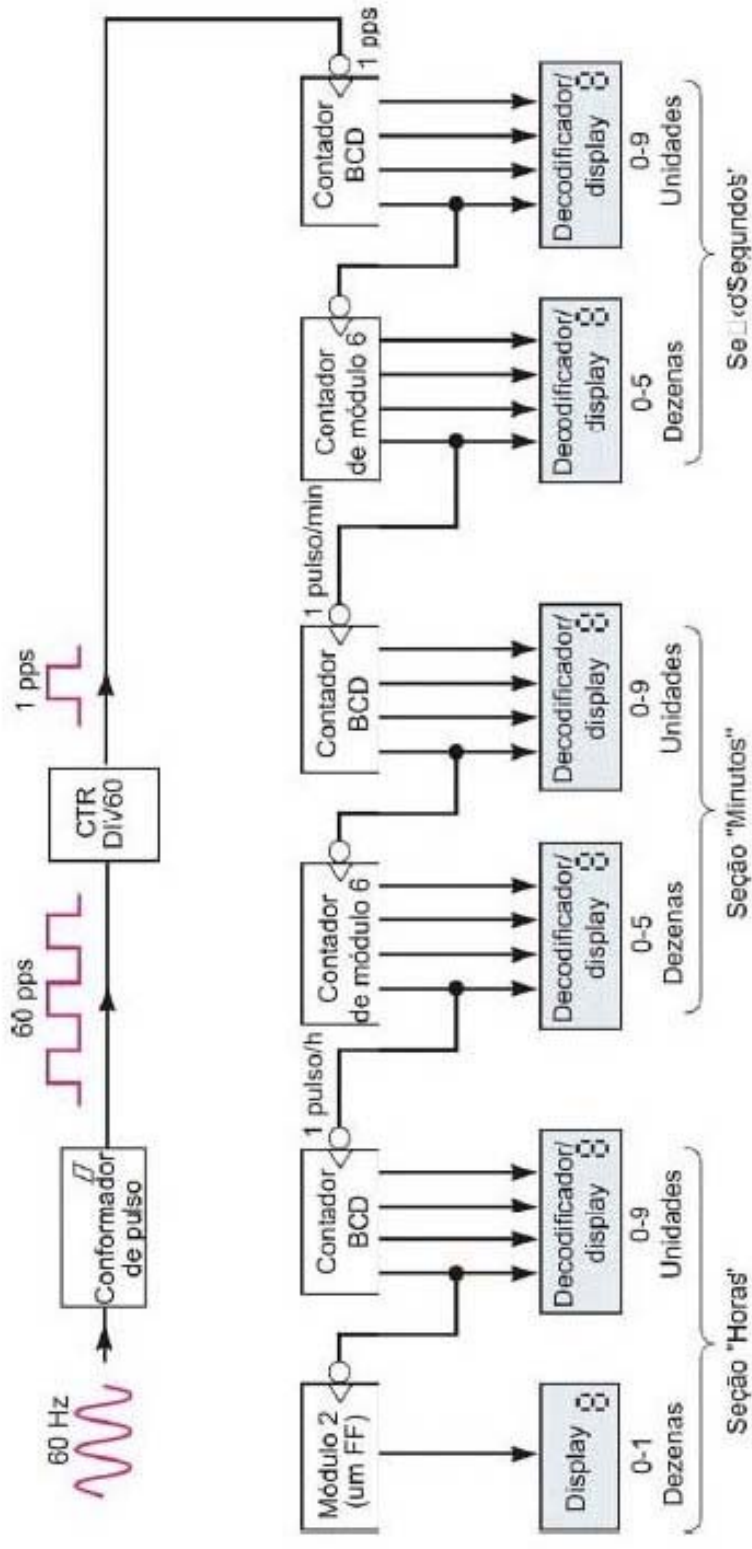 60 Hz
Conformador
de pulso
60 pps
CTR
DIV60
1 pps
Módulo 2
(um FF)
Contador
BCD
1 pulso/h
Contador
de módulo 6
Contador
BCD
1 pulso/min
Contador
de módulo 6
Contador
BCD
1 pps
Display
Decodificador/
display
Decodificador/
display
Decodificador/
display
Decodificador/
display
Decodificador/
display
0-1
0-9
0-5
0-9
0-5
0-9
Dezenas
Unidades
Dezenas
Unidades
Dezenas
Unidades
Seção "Horas"
Seção "Minutos"
Se□‹dSegundos'